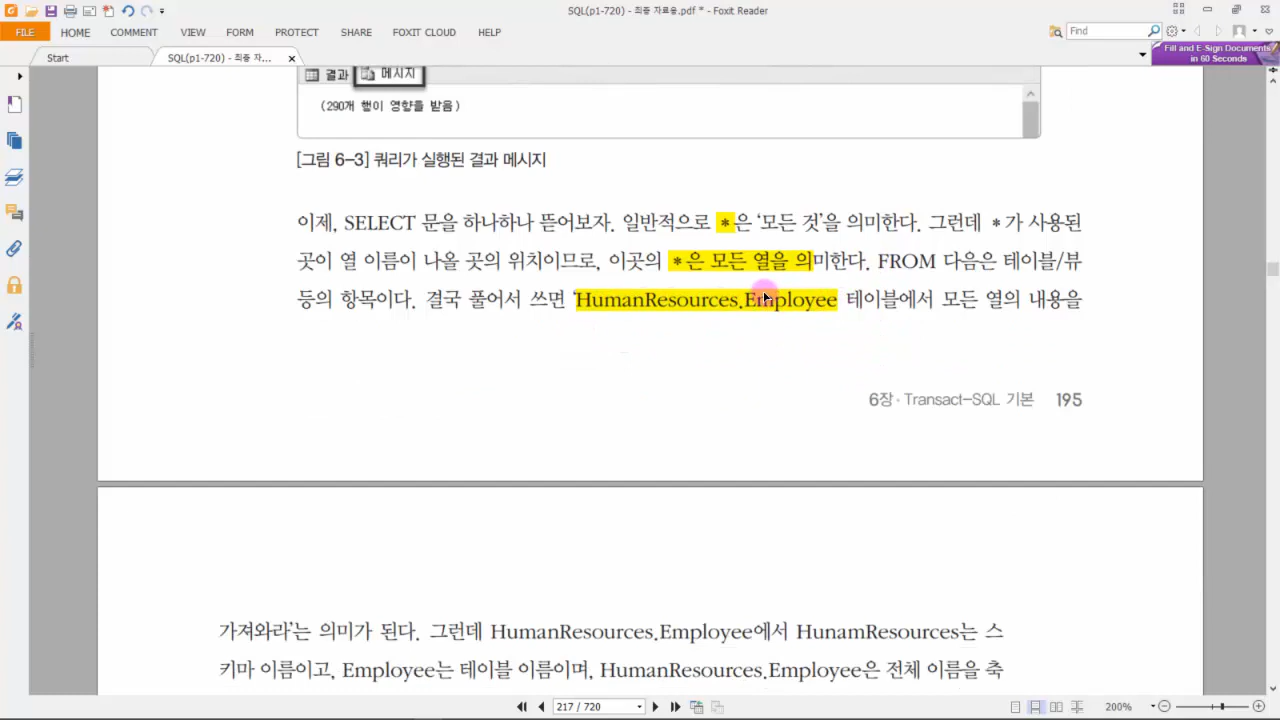 SQL(p1-720) - 최종 자료용.pdf * - Foxit Reader
FILE HOME COMMENT VIEW FORM PROTECT SHARE FOXIT CLOUD HELP
Find
Start
SQL(p1-720) - 최종 자...
Fill and E-Sign Documents
in 60 Seconds
결과 메시지
(290개 행이 영향을 받음)
[그림 6-3] 쿼리가 실행된 결과 메시지
이제, SELECT 문을 하나하나 뜯어보자. 일반적으로 *은 ‘모든 것’을 의미한다. 그런데 *가 사용된
곳이 열 이름이 나올 곳의 위치이므로, 이곳의 *은 모든 열을 의미한다. FROM 다음은 테이블/뷰
등의 항목이다. 결국 풀어서 쓰면 ‘HumanResources.Employee 테이블에서 모든 열의 내용을
6장 · Transact-SQL 기본 195
가져와라’는 의미가 된다. 그런데 HumanResources.Employee에서 HunamResources는 스
키마 이름이고, Employee는 테이블 이름이며, HumanResources.Employee은 전체 이름을 축
217 / 720
200%